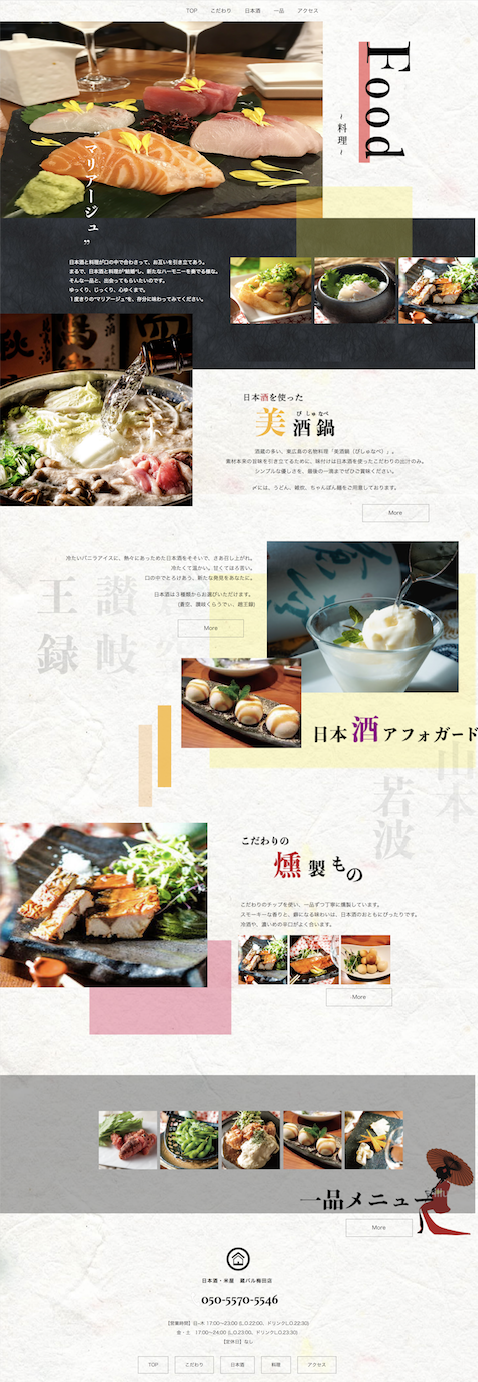 TOP こだわり 日本酒 一品 アクセス
Food
~料理~
"マリアージュ"
日本酒と料理が口の中で合わさって、お互いを引き立てあう。
まるで、日本酒と料理が"結婚"し、新たなハーモニーを奏でる様な。
そんな一品と、出会ってもらいたいのです。
ゆっくり、じっくり、心ゆくまで。
1度きりの"マリアージュ"を、存分に味わってみてください。
日本酒を使った
美酒鍋
び しゅ なべ
酒蔵の多い、東広島の名物料理「美酒鍋（びしゅなべ）」。
素材本来の旨味を引き立てるために、味付けは日本酒を使ったこだわりの出汁のみ。
シンプルな優しさを、最後の一滴までぜひご賞味ください。
〆には、うどん、雑炊、ちゃんぽん麺をご用意しております。
More
冷たいバニラアイスに、熱々にあっためた日本酒をそそいで、さあ召し上がれ。
冷たくて温かい。甘くてほろ苦い。
口の中でとろけあう、新たな発見をあなたに。
日本酒は３種類からお選びいただけます。
More
王録
讃岐
日本酒アフォガード
山本
若波
こだわりの
燻製もの
こだわりのチップを使い、一品ずつ丁寧に燻製しています。
スモーキーな香りと、癖になる味わいは、日本酒のおともにぴったりです。
冷酒や、濃いめの辛口がよく合います。
More
一品メニュー
More
日本酒・米屋 蔵バル梅田店
050-5570-5546
【営業時間】日~木 17:00~23:00 (L.O.22:00、ドリンクL.O 22:30)
金・土 17:00~24:00 (L.O.23:00、ドリンクL.O.23:30)
【定休日】なし
TOP こだわり 日本酒 料理 アクセス